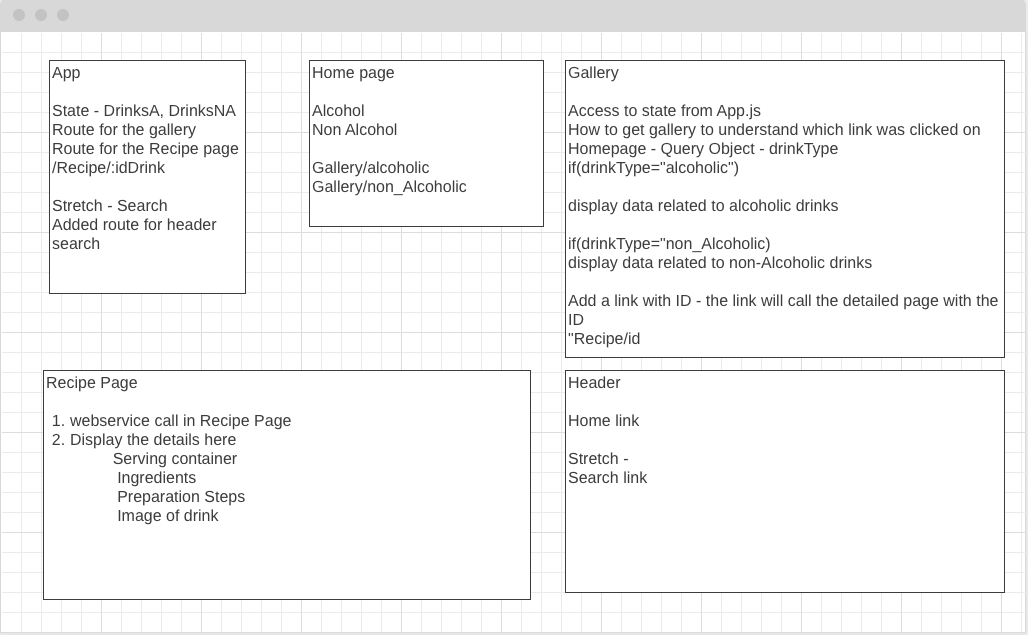 App
State - DrinksA, DrinksNA
Route for the gallery
Route for the Recipe page
/Recipe/:idDrink
Stretch - Search
Added route for header
search
Home page
Alcohol
Non Alcohol
Gallery/alcoholic
Gallery/non_Alcoholic
Gallery
Access to state from App.js
How to get gallery to understand which link was clicked on
Homepage - Query Object - drinkType
if(drinkType="alcoholic")
display data related to alcoholic drinks
if(drinkType="non_Alcoholic)
display data related to non-Alcoholic drinks
Add a link with ID - the link will call the detailed page with the
ID
"Recipe/id
Recipe Page
1. webservice call in Recipe Page
2. Display the details here
Serving container
Ingredients
Preparation Steps
Image of drink
Header
Home link
Stretch -
Search link